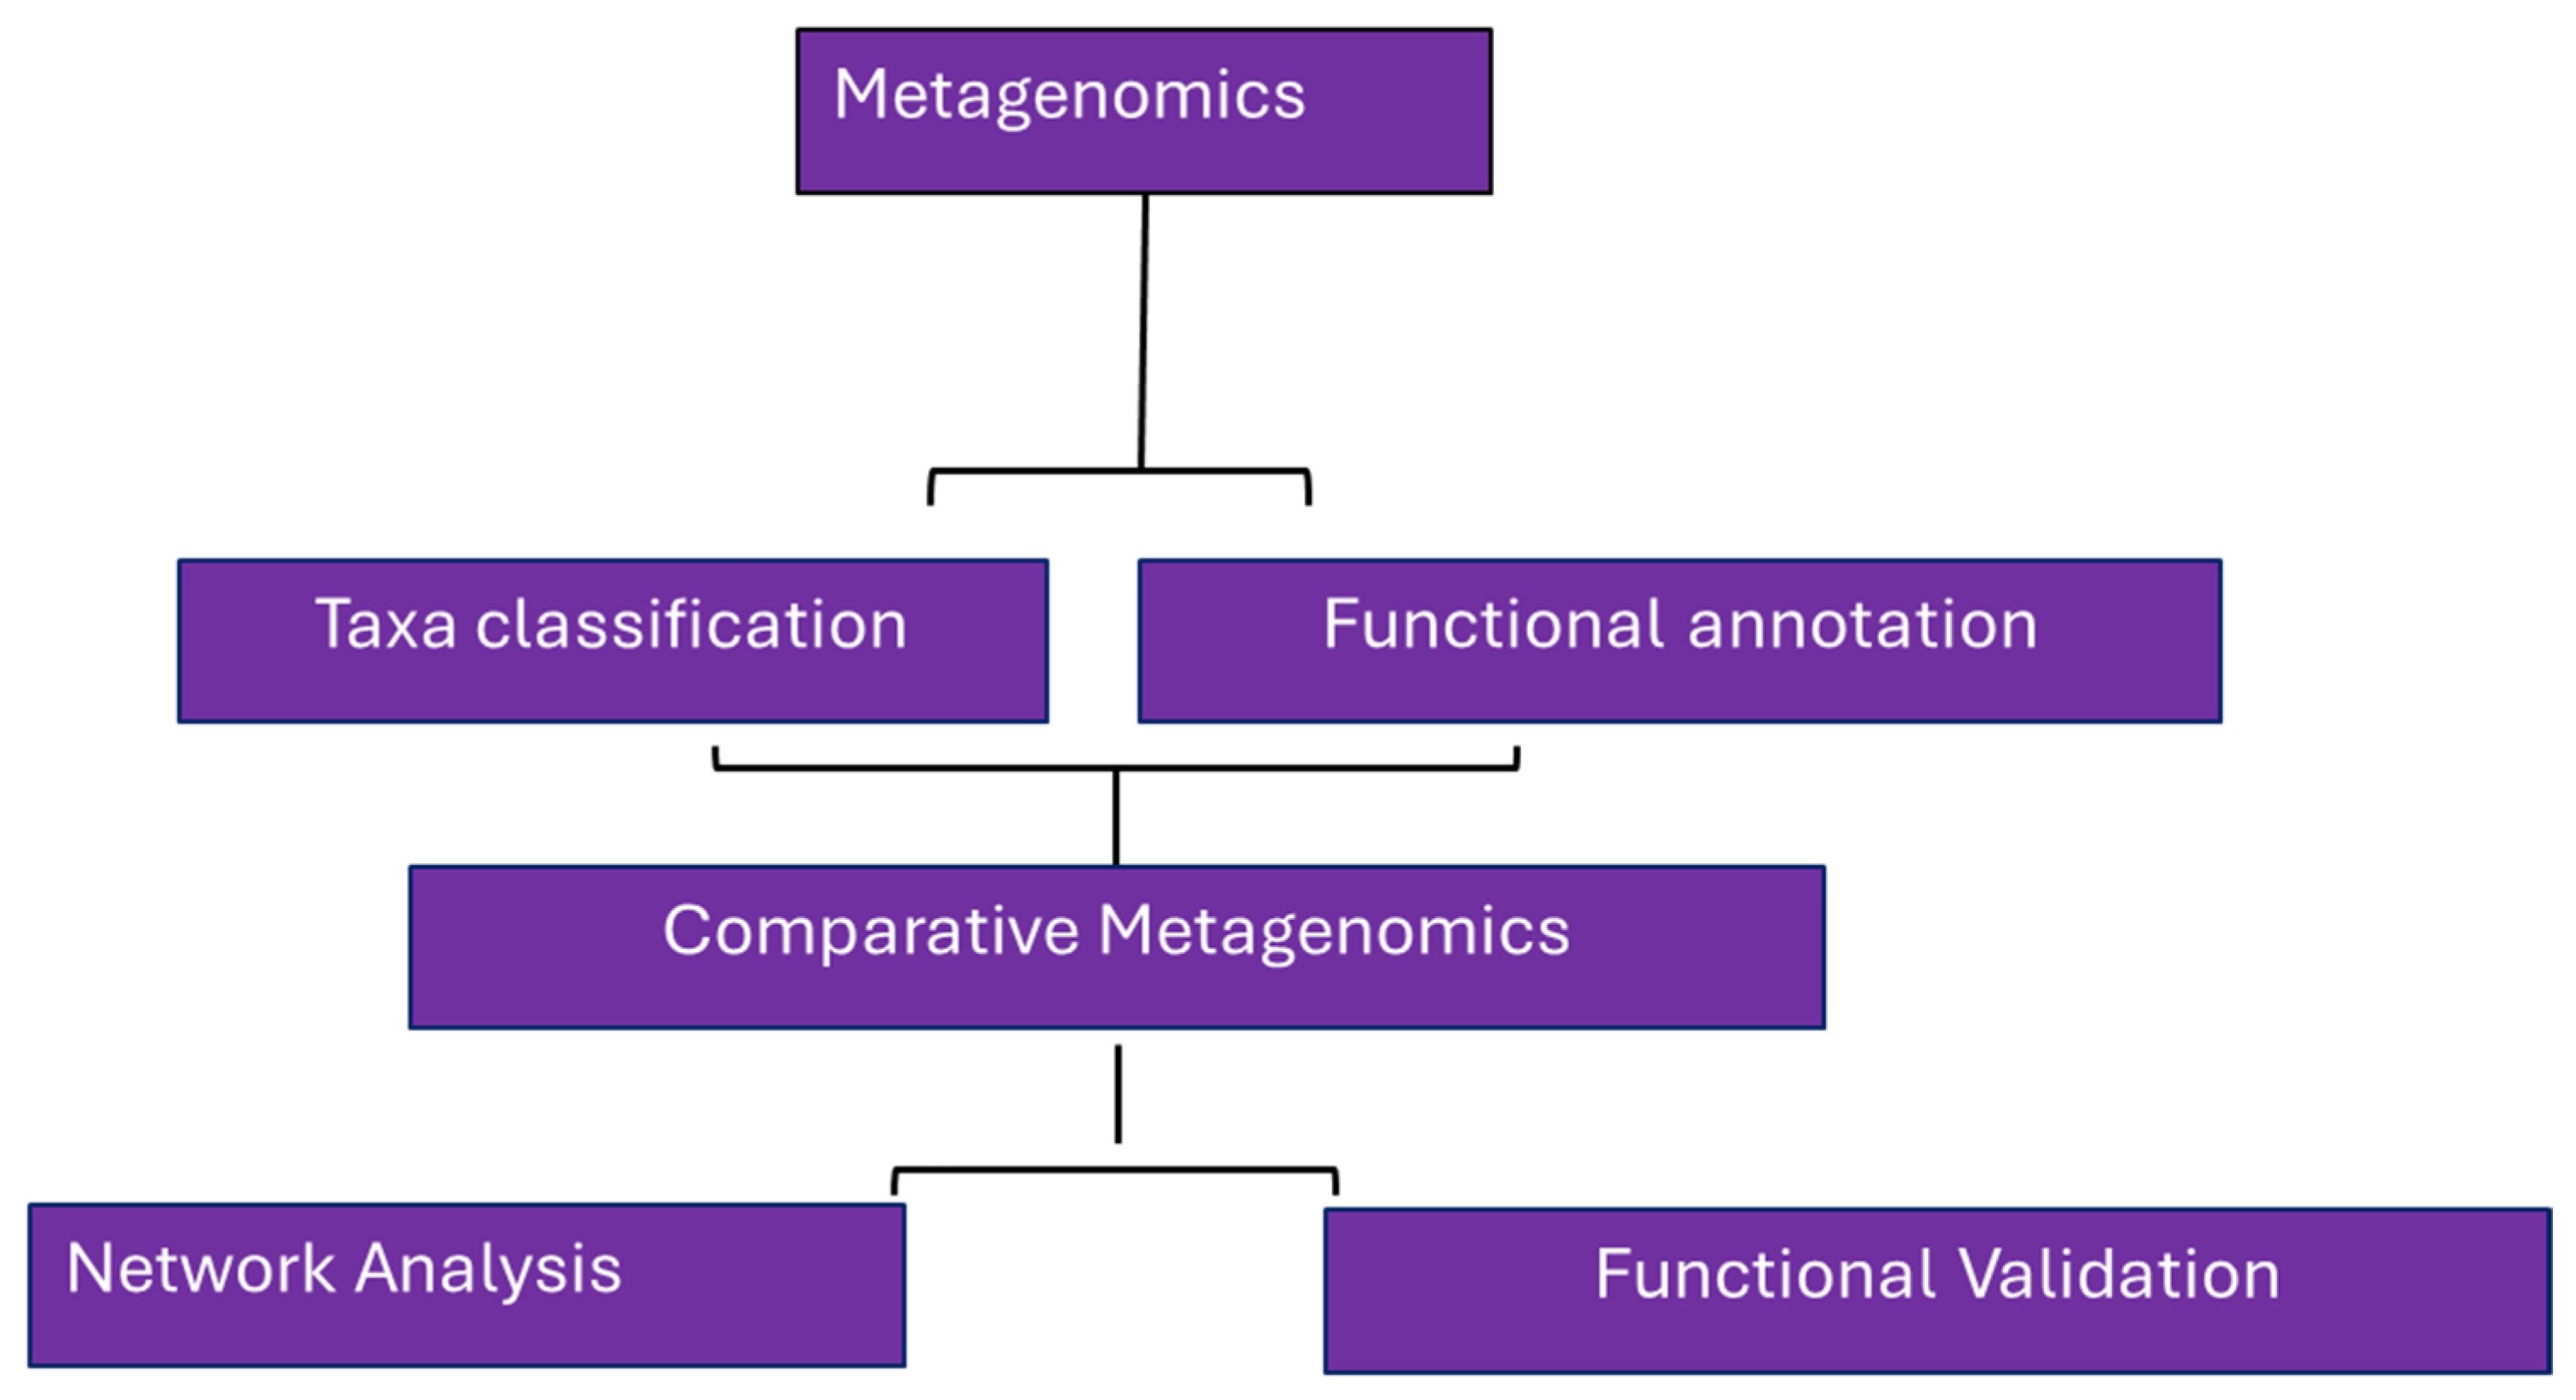 Metagenomics
Taxa classification
Functional annotation
Comparative Metagenomics
Network Analysis
Functional Validation